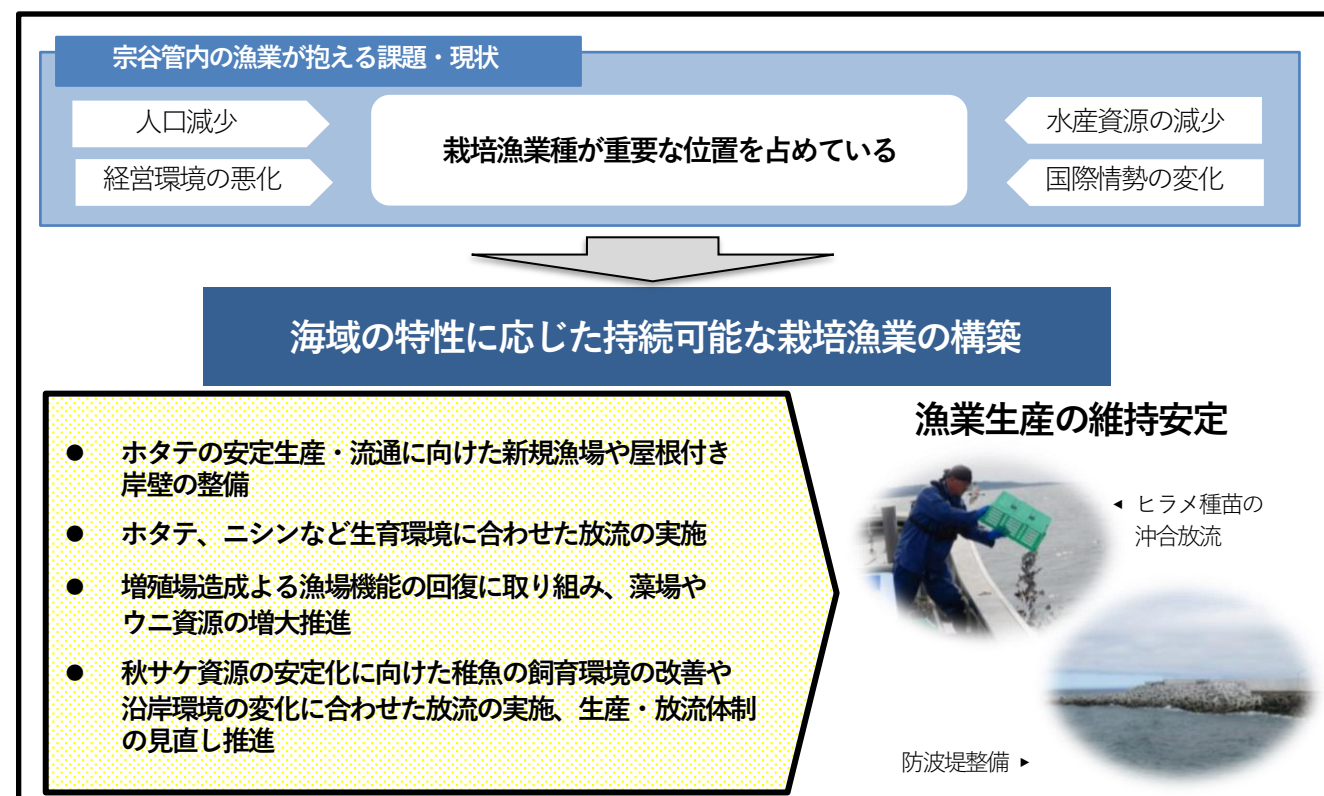 宗谷管内の漁業が抱える課題・現状
人口減少
経営環境の悪化
栽培漁業種が重要な位置を占めている
水産資源の減少
国際情勢の変化
海域の特性に応じた持続可能な栽培漁業の構築
● ホタテの安定生産・流通に向けた新規漁場や屋根付き
岸壁の整備
● ホタテ、ニシンなど生育環境に合わせた放流の実施
● 増殖場造成よる漁場機能の回復に取り組み、藻場や
ウニ資源の増大推進
● 秋サケ資源の安定化に向けた稚魚の飼育環境の改善や
沿岸環境の変化に合わせた放流の実施、生産・放流体制
の見直し推進
漁業生産の維持安定
◂ ヒラメ種苗の
沖合放流
防波堤整備 ▸